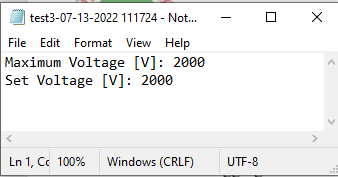 test3-07-13-2022 111724 - Not...
File Edit Format View Help
Maximum Voltage [V]: 2000
Set Voltage [V]: 2000
Ln 1, Co 100% Windows (CRLF) UTF-8